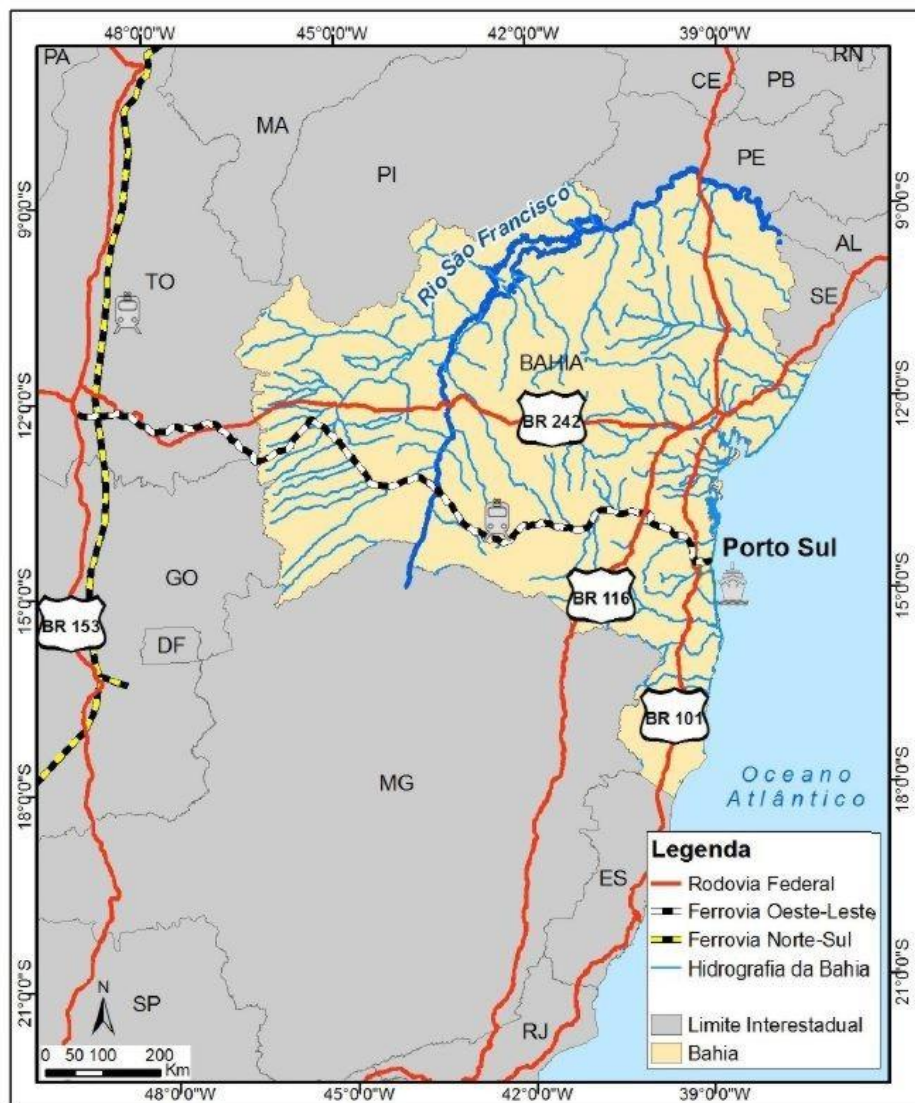 48°0'0"W
45°0'0"W
42°0'0"W
39°0'0"W
PA
RN
CE
PB
MA
PE
PI
9°0'0"S
9°0'0"S
Rio São Francisco
AL
TO
SE
BAHIA
12°0'0"S
12°0'0"S
BR 242
Porto Sul
GO
15°0'0"S
15°0'0"S
BR 116
BR 153
DF
BR 101
MG
Oceano
Atlântico
18°0'0"S
18°0'0"S
Legenda
ES
Rodovia Federal
Ferrovia Oeste-Leste
Ferrovia Norte-Sul
Hidrografia da Bahia
21°0'0"S
21°0'0"S
N
SP
Limite Interestadual
RJ
Bahia
0 50 100 200
Km
48°0'0"W
45°0'0"W
42°0'0"W
39°0'0"W